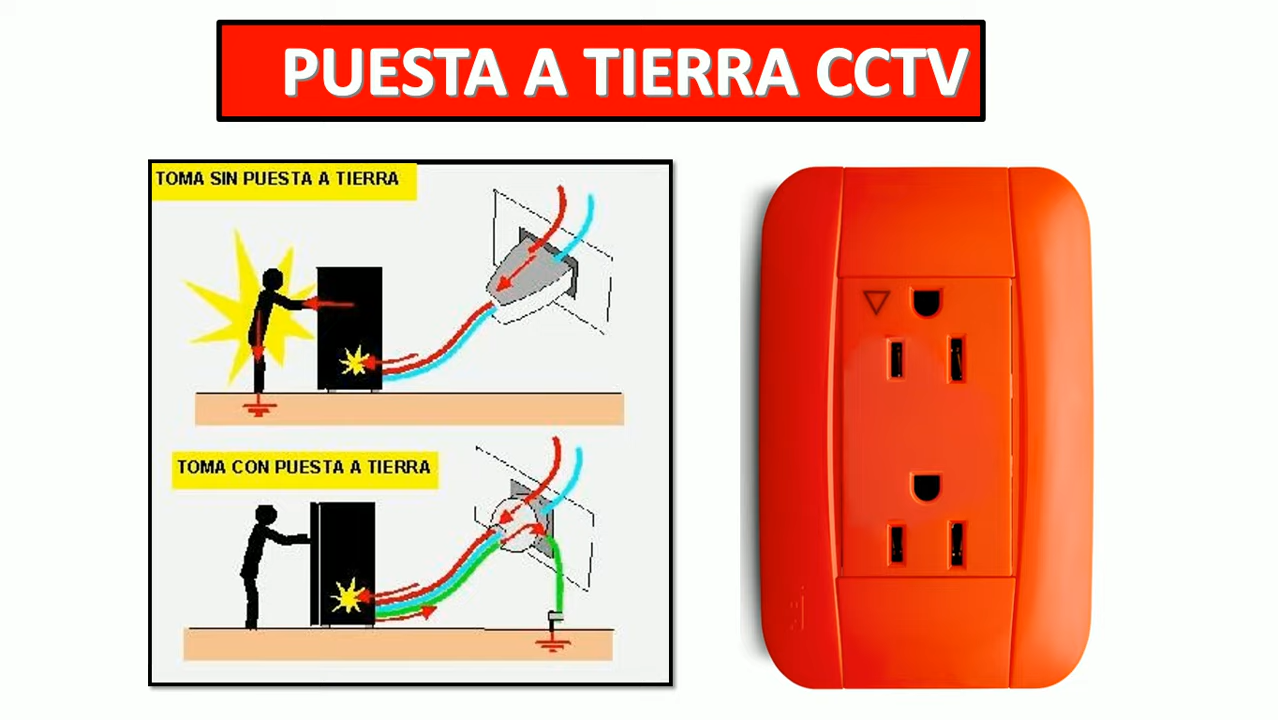 PUESTA A TIERRA CCTV
TOMA SIN PUESTA A TIERRA
TOMA CON PUESTA A TIERRA